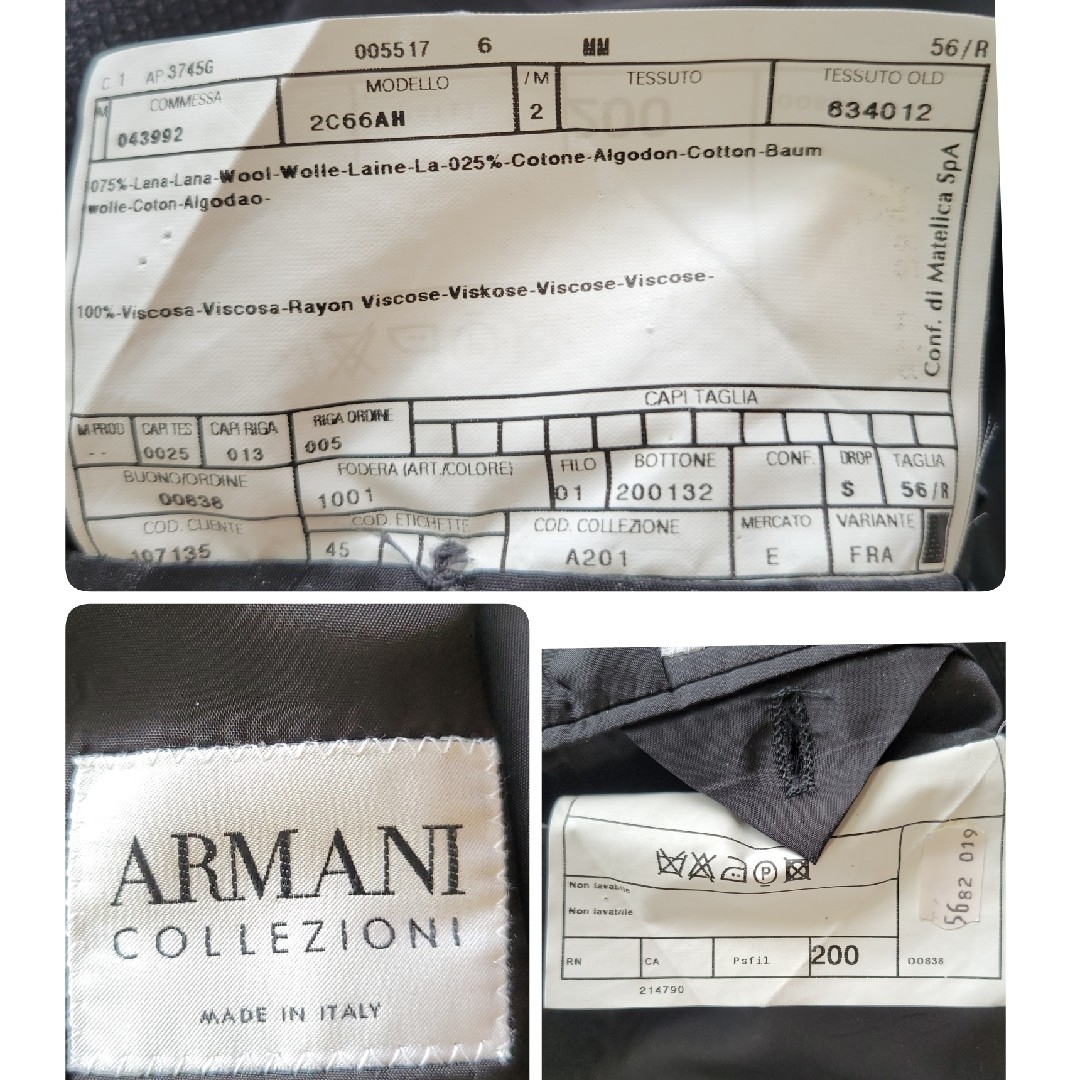 C 1 AP.3745G 005517 6 MM 56/R
M COMMESSA MODELLO /M TESSUTO TESSUTO OLD
043992 2C66AH 2 634012
075%-Lana-Lana-Wool-Wolle-Laine-La-025%-Cotone-Algodon-Cotton-Baum
wolle-Coton-Algodao-
100%-Viscosa-Viscosa-Rayon Viscose-Viskose-Viscose-Viscose-
Conf. di Matelica SpA
CAPI TAGLIA
M PROD CAPI TES CAPI RIGA RIGA ORDINE
-- 0025 013 005
BUONO/ORDINE FODERA (ART./COLORE) FILO BOTTONE CONF. DROP TAGLIA
00838 1001 01 200132 S 56/R
COD. CLIENTE COD. ETICHETTE COD. COLLEZIONE MERCATO VARIANTE
107135 45 A201 E FRA
ARMANI
COLLEZIONI
MADE IN ITALY
P
Non lavabile
Non lavabile
RN CA Psfil 200 00838
214790
5682 019